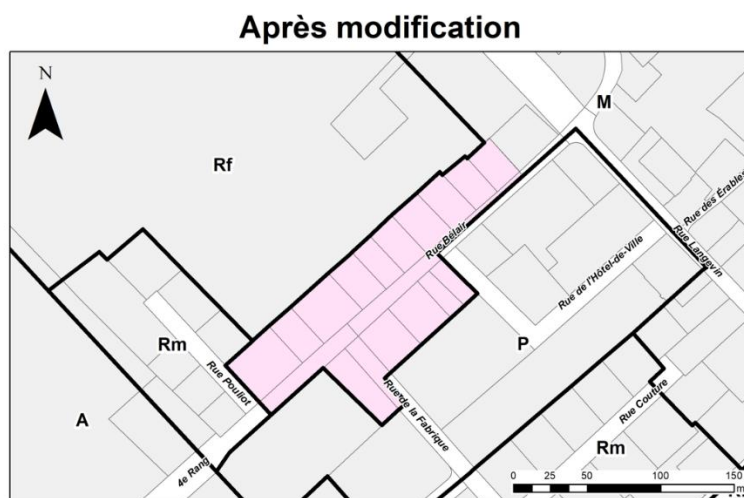 Après modification
N
M
Rf
Rue des Érables
Rue Bélair
Rue Langevin
Rue de l'Hôtel-de-Ville
Rm
P
Rue Pouliot
A
Rue de la Fabrique
Rue Couture
Rm
4e Rang
0 25 50 100 150
m